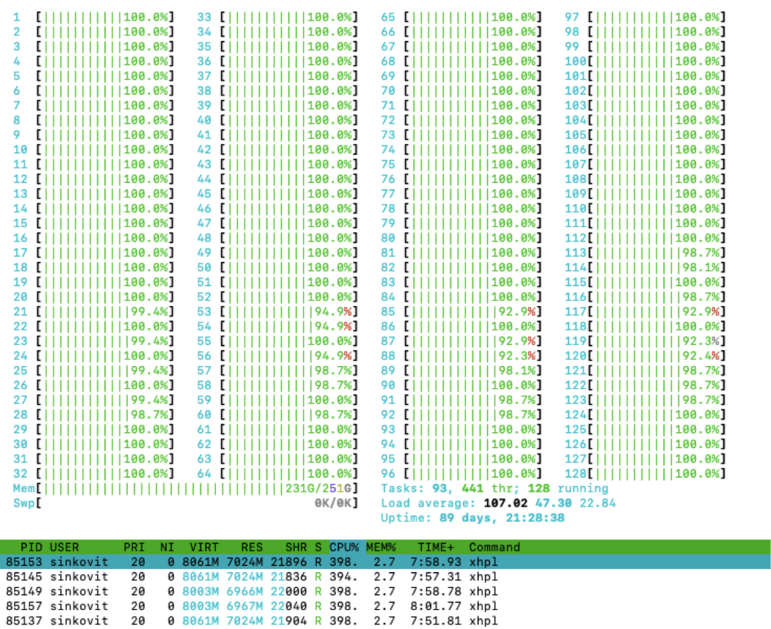 1 [|||||||||||100.0%] 33 [|||||||||||100.0%] 65 [|||||||||||100.0%] 97 [|||||||||||100.0%]
2 [|||||||||||100.0%] 34 [|||||||||||100.0%] 66 [|||||||||||100.0%] 98 [|||||||||||100.0%]
3 [|||||||||||100.0%] 35 [|||||||||||100.0%] 67 [|||||||||||100.0%] 99 [|||||||||||100.0%]
4 [|||||||||||100.0%] 36 [|||||||||||100.0%] 68 [|||||||||||100.0%] 100[|||||||||||100.0%]
5 [|||||||||||100.0%] 37 [|||||||||||100.0%] 69 [|||||||||||100.0%] 101[|||||||||||100.0%]
6 [|||||||||||100.0%] 38 [|||||||||||100.0%] 70 [|||||||||||100.0%] 102[|||||||||||100.0%]
7 [|||||||||||100.0%] 39 [|||||||||||100.0%] 71 [|||||||||||100.0%] 103[|||||||||||100.0%]
8 [|||||||||||100.0%] 40 [|||||||||||100.0%] 72 [|||||||||||100.0%] 104[|||||||||||100.0%]
9 [|||||||||||100.0%] 41 [|||||||||||100.0%] 73 [|||||||||||100.0%] 105[|||||||||||100.0%]
10 [|||||||||||100.0%] 42 [|||||||||||100.0%] 74 [|||||||||||100.0%] 106[|||||||||||100.0%]
11 [|||||||||||100.0%] 43 [|||||||||||100.0%] 75 [|||||||||||100.0%] 107[|||||||||||100.0%]
12 [|||||||||||100.0%] 44 [|||||||||||100.0%] 76 [|||||||||||100.0%] 108[|||||||||||100.0%]
13 [|||||||||||100.0%] 45 [|||||||||||100.0%] 77 [|||||||||||100.0%] 109[|||||||||||100.0%]
14 [|||||||||||100.0%] 46 [|||||||||||100.0%] 78 [|||||||||||100.0%] 110[|||||||||||100.0%]
15 [|||||||||||100.0%] 47 [|||||||||||100.0%] 79 [|||||||||||100.0%] 111[|||||||||||100.0%]
16 [|||||||||||100.0%] 48 [|||||||||||100.0%] 80 [|||||||||||100.0%] 112[|||||||||||100.0%]
17 [|||||||||||100.0%] 49 [|||||||||||100.0%] 81 [|||||||||||100.0%] 113[||||||||||||98.7%]
18 [|||||||||||100.0%] 50 [|||||||||||100.0%] 82 [|||||||||||100.0%] 114[||||||||||||98.1%]
19 [|||||||||||100.0%] 51 [|||||||||||100.0%] 83 [|||||||||||100.0%] 115[|||||||||||100.0%]
20 [|||||||||||100.0%] 52 [|||||||||||100.0%] 84 [|||||||||||100.0%] 116[||||||||||||98.7%]
21 [||||||||||||99.4%] 53 [||||||||||||94.9%] 85 [||||||||||||92.9%] 117[||||||||||||92.9%]
22 [|||||||||||100.0%] 54 [||||||||||||94.9%] 86 [|||||||||||100.0%] 118[|||||||||||100.0%]
23 [||||||||||||99.4%] 55 [|||||||||||100.0%] 87 [||||||||||||92.9%] 119[||||||||||||92.3%]
24 [|||||||||||100.0%] 56 [||||||||||||94.9%] 88 [||||||||||||92.3%] 120[||||||||||||92.4%]
25 [||||||||||||99.4%] 57 [||||||||||||98.7%] 89 [||||||||||||98.1%] 121[||||||||||||98.7%]
26 [|||||||||||100.0%] 58 [||||||||||||98.7%] 90 [|||||||||||100.0%] 122[||||||||||||98.7%]
27 [||||||||||||99.4%] 59 [|||||||||||100.0%] 91 [||||||||||||98.7%] 123[||||||||||||98.7%]
28 [||||||||||||98.7%] 60 [||||||||||||98.7%] 92 [||||||||||||98.7%] 124[|||||||||||100.0%]
29 [|||||||||||100.0%] 61 [|||||||||||100.0%] 93 [|||||||||||100.0%] 125[|||||||||||100.0%]
30 [|||||||||||100.0%] 62 [|||||||||||100.0%] 94 [|||||||||||100.0%] 126[|||||||||||100.0%]
31 [|||||||||||100.0%] 63 [|||||||||||100.0%] 95 [|||||||||||100.0%] 127[|||||||||||100.0%]
32 [|||||||||||100.0%] 64 [|||||||||||100.0%] 96 [|||||||||||100.0%] 128[|||||||||||100.0%]
Mem[|||||||||||||||||||||||||||||||||231G/251G] Tasks: 93, 441 thr; 128 running
Swp[ 0K/0K] Load average: 107.02 47.30 22.84
Uptime: 89 days, 21:28:38
PID USER PRI NI VIRT RES SHR S CPU% MEM% TIME+ Command
85153 sinkovit 20 0 8061M 7024M 21896 R 398. 2.7 7:58.93 xhpl
85145 sinkovit 20 0 8061M 7024M 21836 R 394. 2.7 7:57.31 xhpl
85149 sinkovit 20 0 8003M 6966M 22000 R 398. 2.7 7:58.78 xhpl
85157 sinkovit 20 0 8003M 6967M 22040 R 398. 2.7 8:01.77 xhpl
85137 sinkovit 20 0 8061M 7024M 21904 R 398. 2.7 7:51.81 xhpl